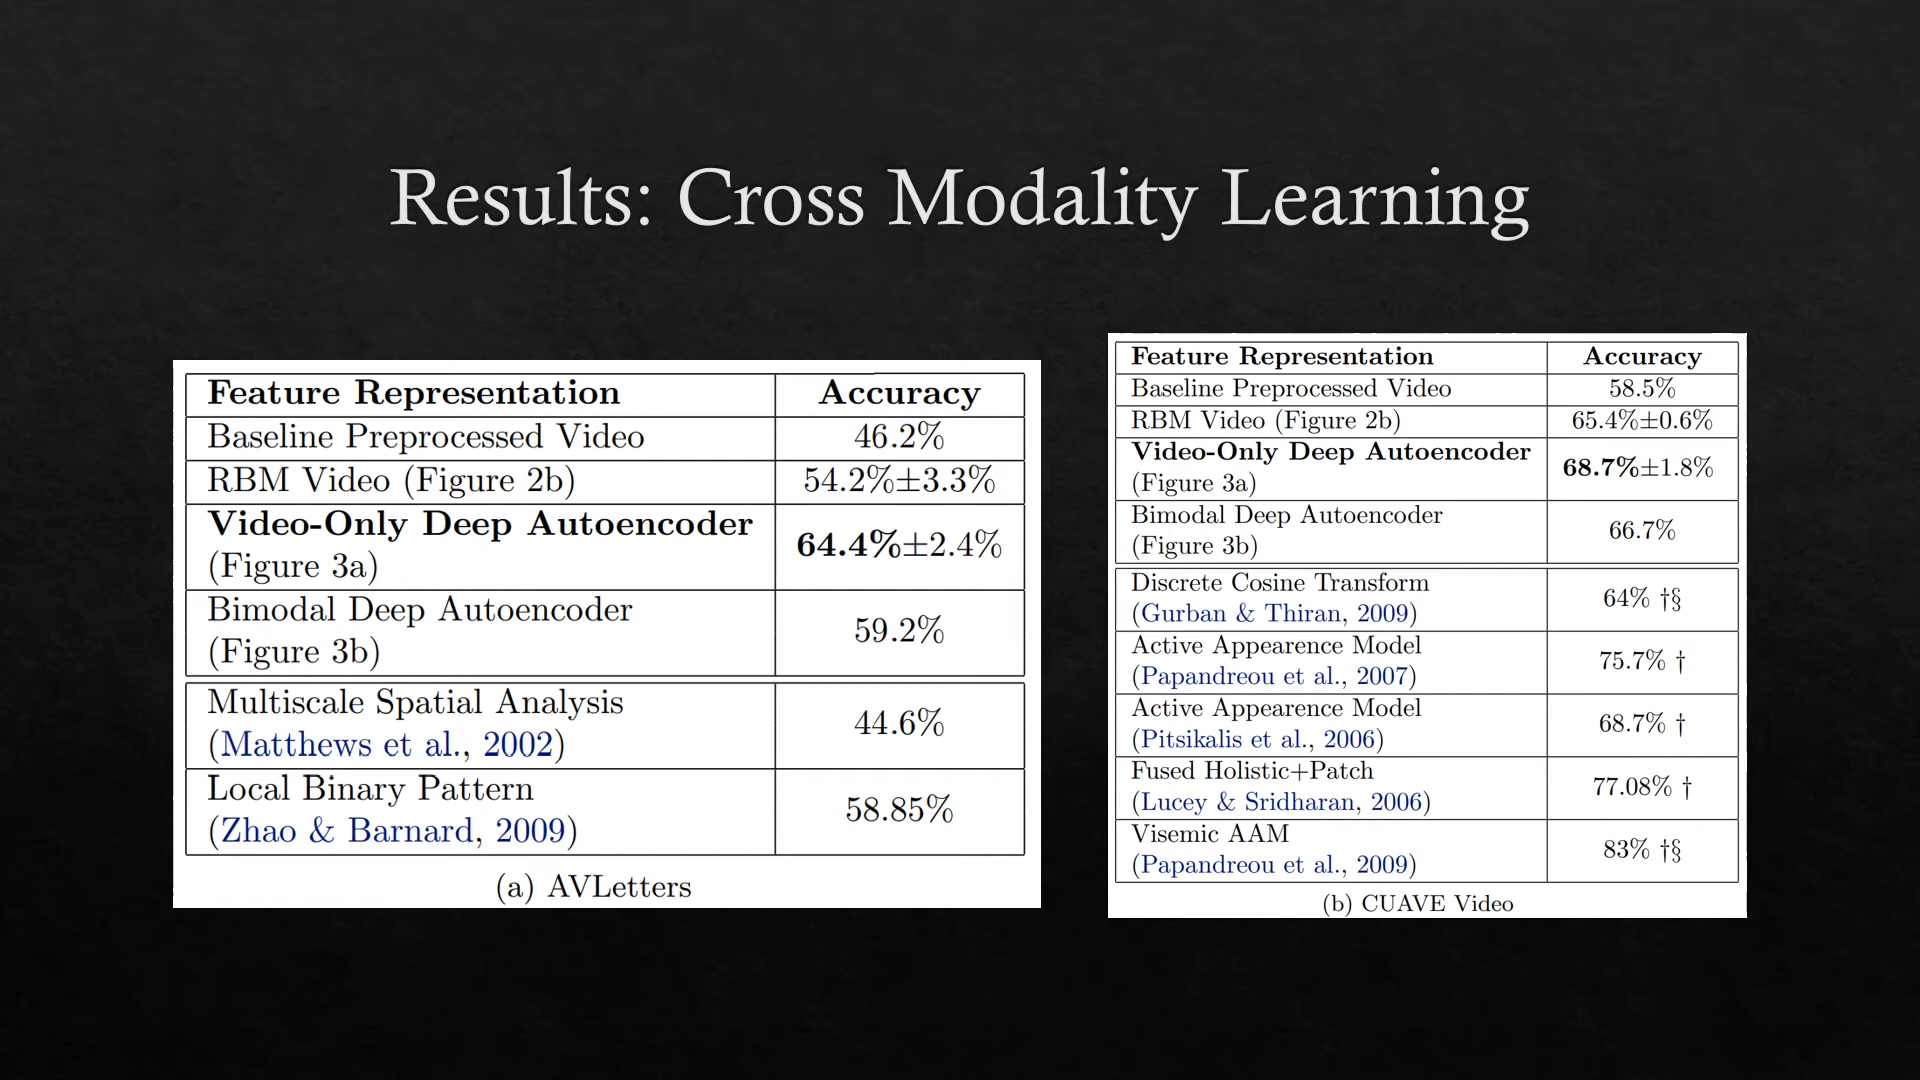 Results: Cross Modality Learning
Feature Representation Accuracy
Baseline Preprocessed Video 46.2%
RBM Video (Figure 2b) 54.2%±3.3%
Video-Only Deep Autoencoder
(Figure 3a) 64.4%±2.4%
Bimodal Deep Autoencoder
(Figure 3b) 59.2%
Multiscale Spatial Analysis
(Matthews et al., 2002) 44.6%
Local Binary Pattern
(Zhao & Barnard, 2009) 58.85%
(a) AVLetters
Feature Representation Accuracy
Baseline Preprocessed Video 58.5%
RBM Video (Figure 2b) 65.4%±0.6%
Video-Only Deep Autoencoder
(Figure 3a) 68.7%±1.8%
Bimodal Deep Autoencoder
(Figure 3b) 66.7%
Discrete Cosine Transform
(Gurban & Thiran, 2009) 64% †§
Active Appearence Model
(Papandreou et al., 2007) 75.7% †
Active Appearence Model
(Pitsikalis et al., 2006) 68.7% †
Fused Holistic+Patch
(Lucey & Sridharan, 2006) 77.08% †
Visemic AAM
(Papandreou et al., 2009) 83% †§
(b) CUAVE Video